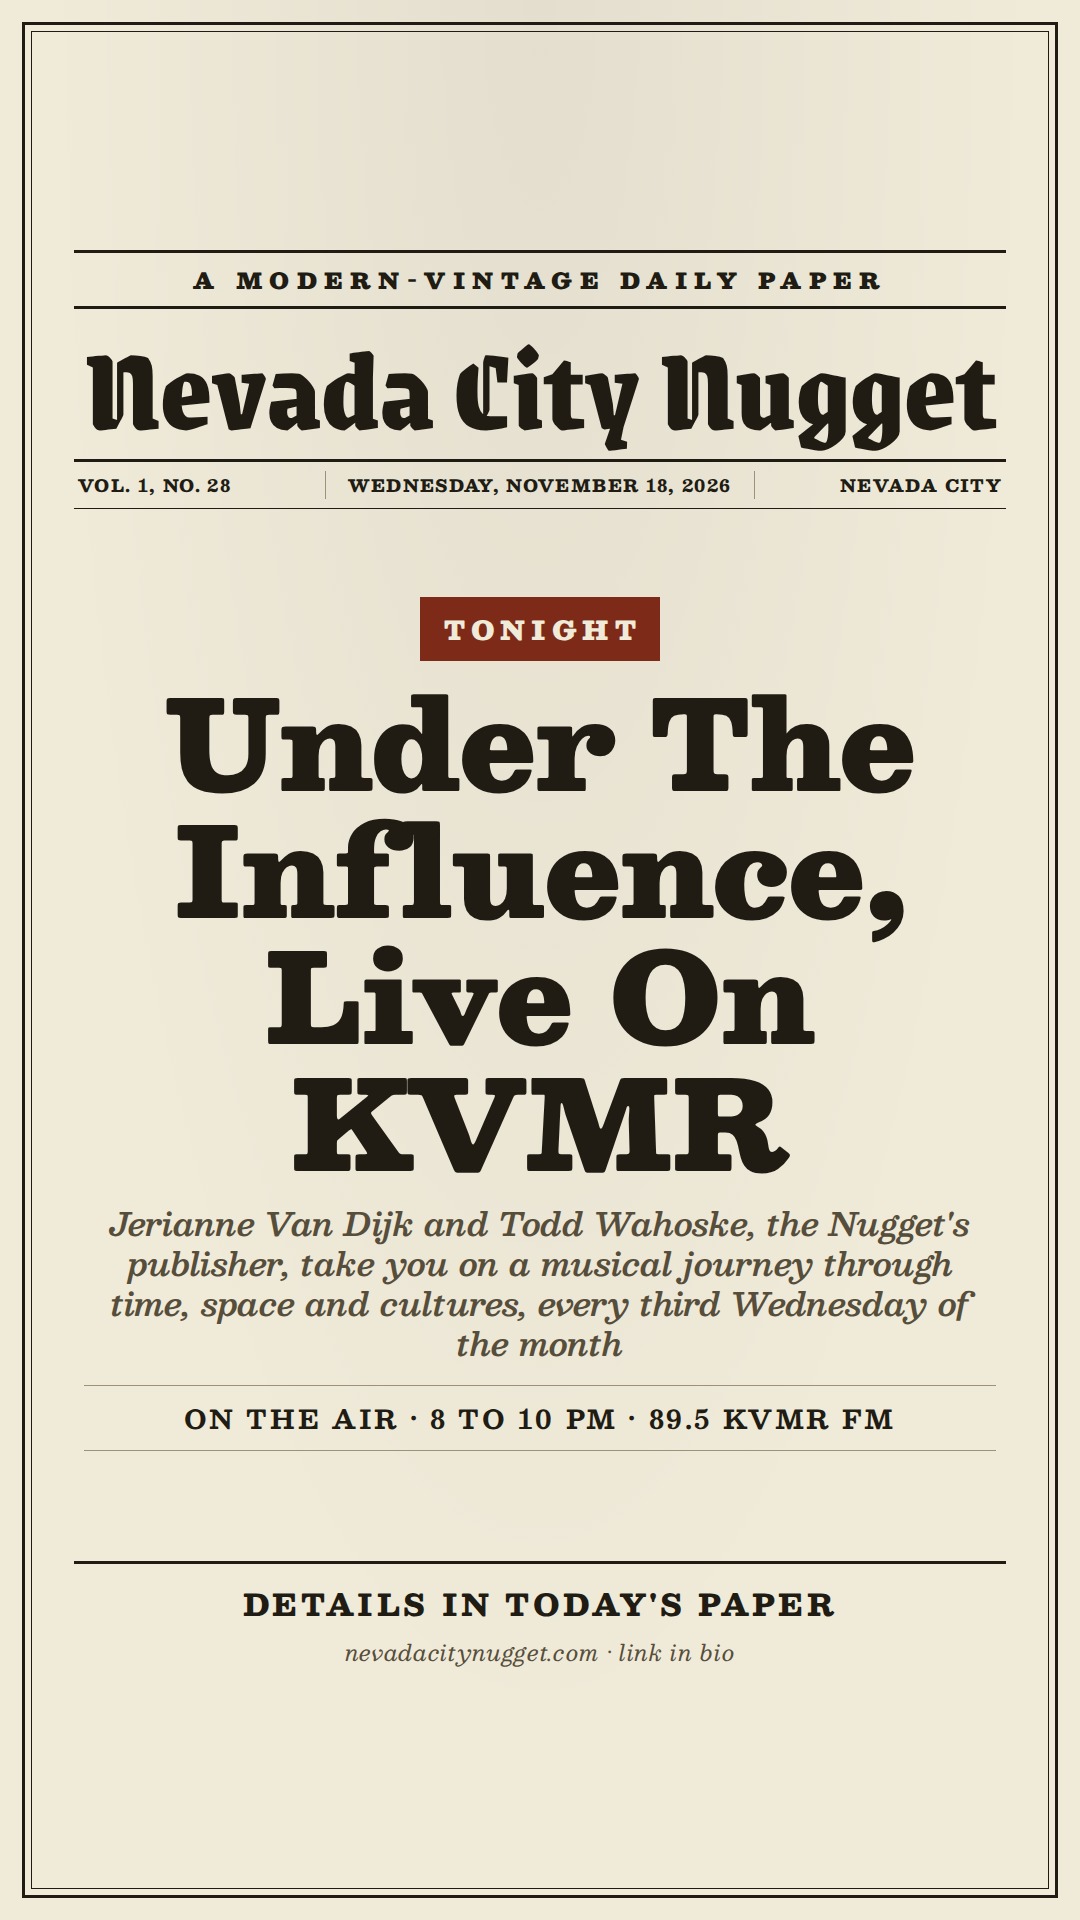 A MODERN-VINTAGE DAILY PAPER
Nevada City Nugget
VOL. 1, NO. 28
WEDNESDAY, NOVEMBER 18, 2026
NEVADA CITY
TONIGHT
Under The
Influence,
Live On
KVMR
Jerianne Van Dijk and Todd Wahoske, the Nugget's
publisher, take you on a musical journey through
time, space and cultures, every third Wednesday of
the month
ON THE AIR · 8 TO 10 PM · 89.5 KVMR FM
DETAILS IN TODAY'S PAPER
nevadacitynugget.com · link in bio